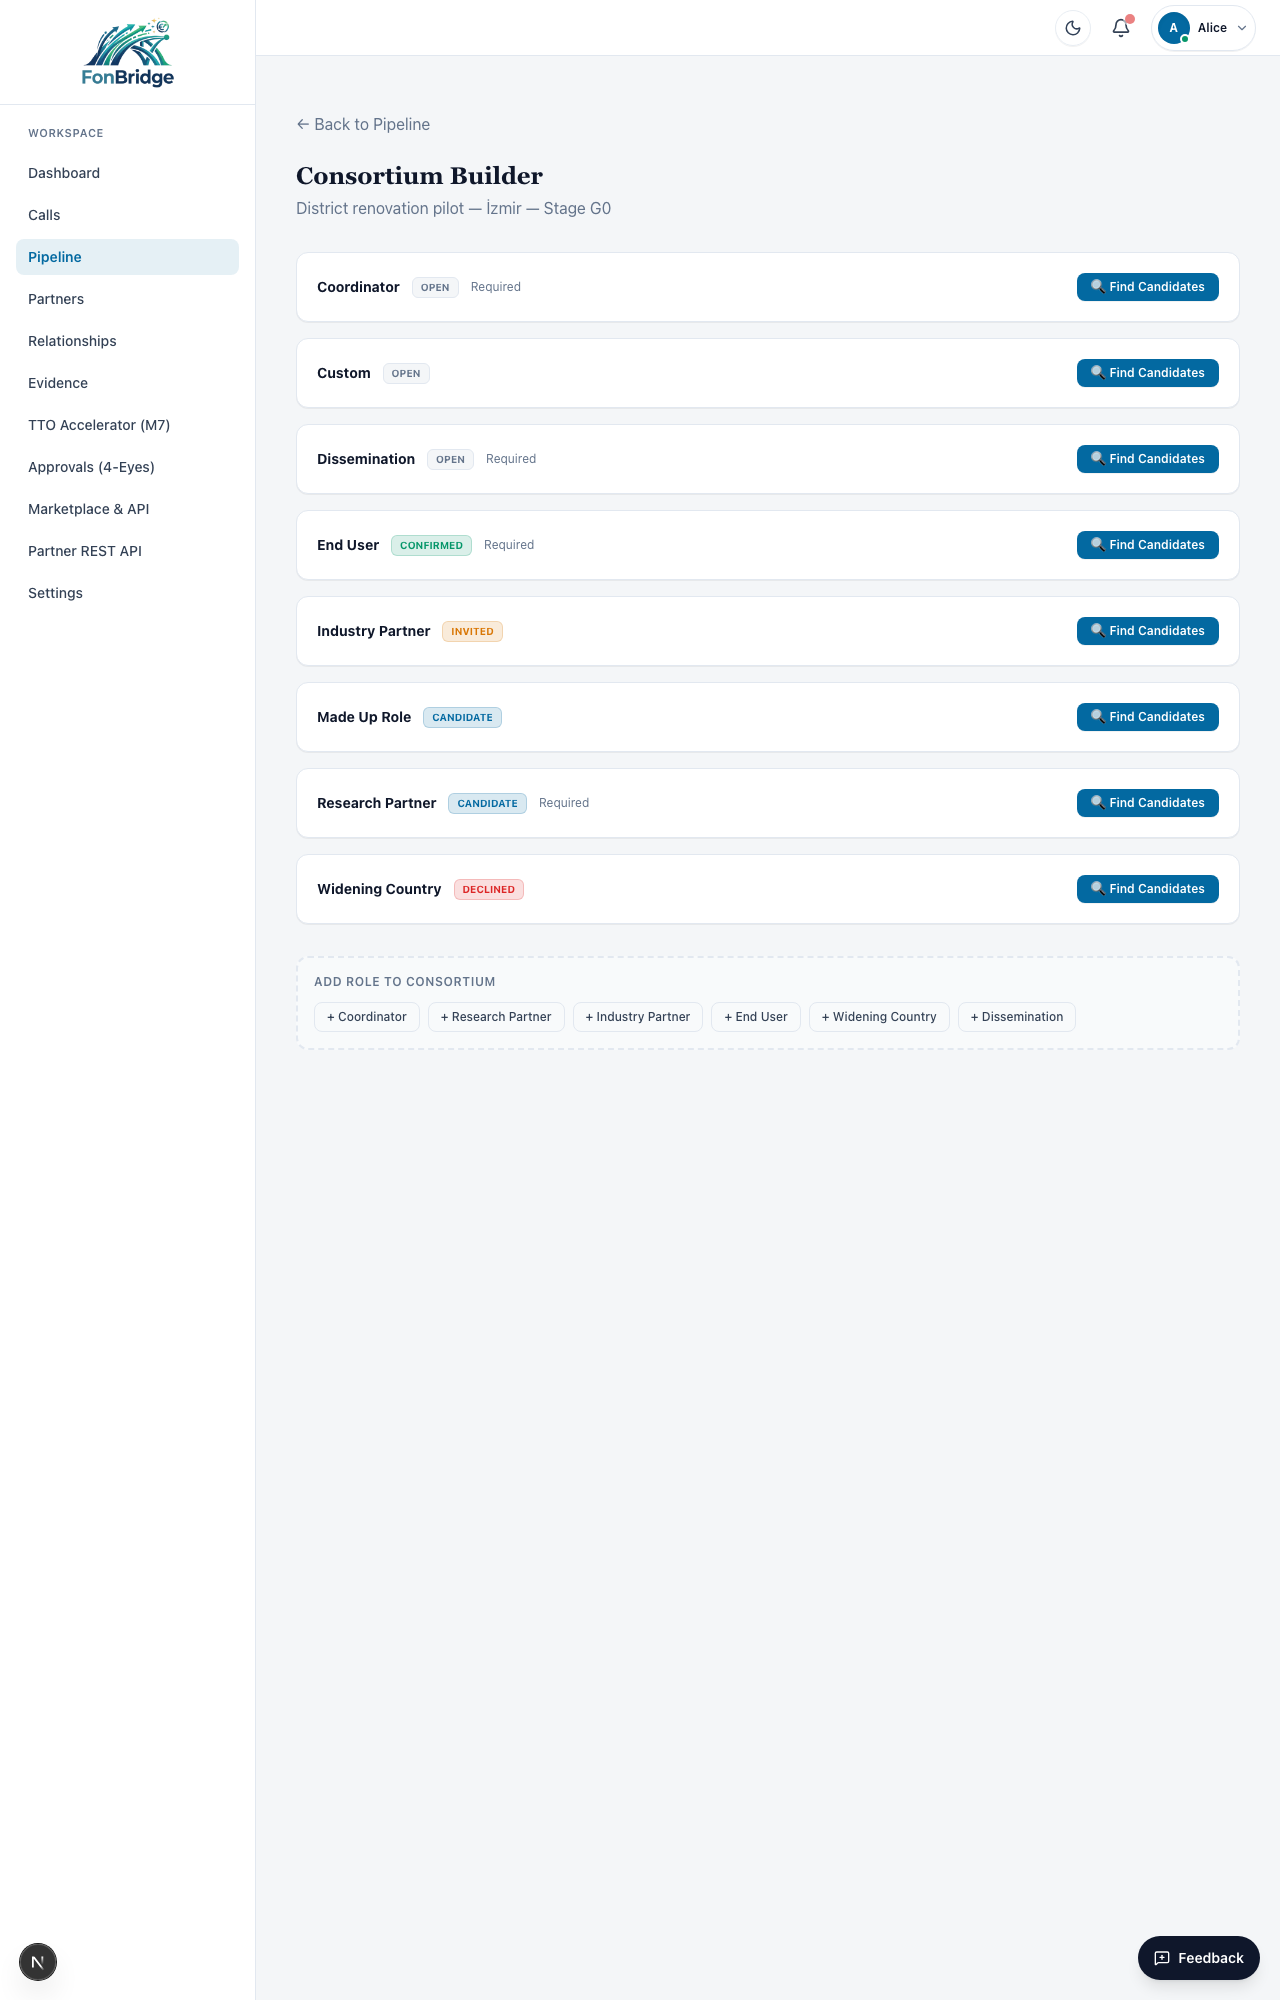 FonBridge
A
Alice
WORKSPACE
Dashboard
Calls
Pipeline
Partners
Relationships
Evidence
TTO Accelerator (M7)
Approvals (4-Eyes)
Marketplace & API
Partner REST API
Settings
← Back to Pipeline
Consortium Builder
District renovation pilot — İzmir — Stage G0
Coordinator OPEN Required 🔍 Find Candidates
Custom OPEN 🔍 Find Candidates
Dissemination OPEN Required 🔍 Find Candidates
End User CONFIRMED Required 🔍 Find Candidates
Industry Partner INVITED 🔍 Find Candidates
Made Up Role CANDIDATE 🔍 Find Candidates
Research Partner CANDIDATE Required 🔍 Find Candidates
Widening Country DECLINED 🔍 Find Candidates
ADD ROLE TO CONSORTIUM
+ Coordinator + Research Partner + Industry Partner + End User + Widening Country + Dissemination
N
Feedback